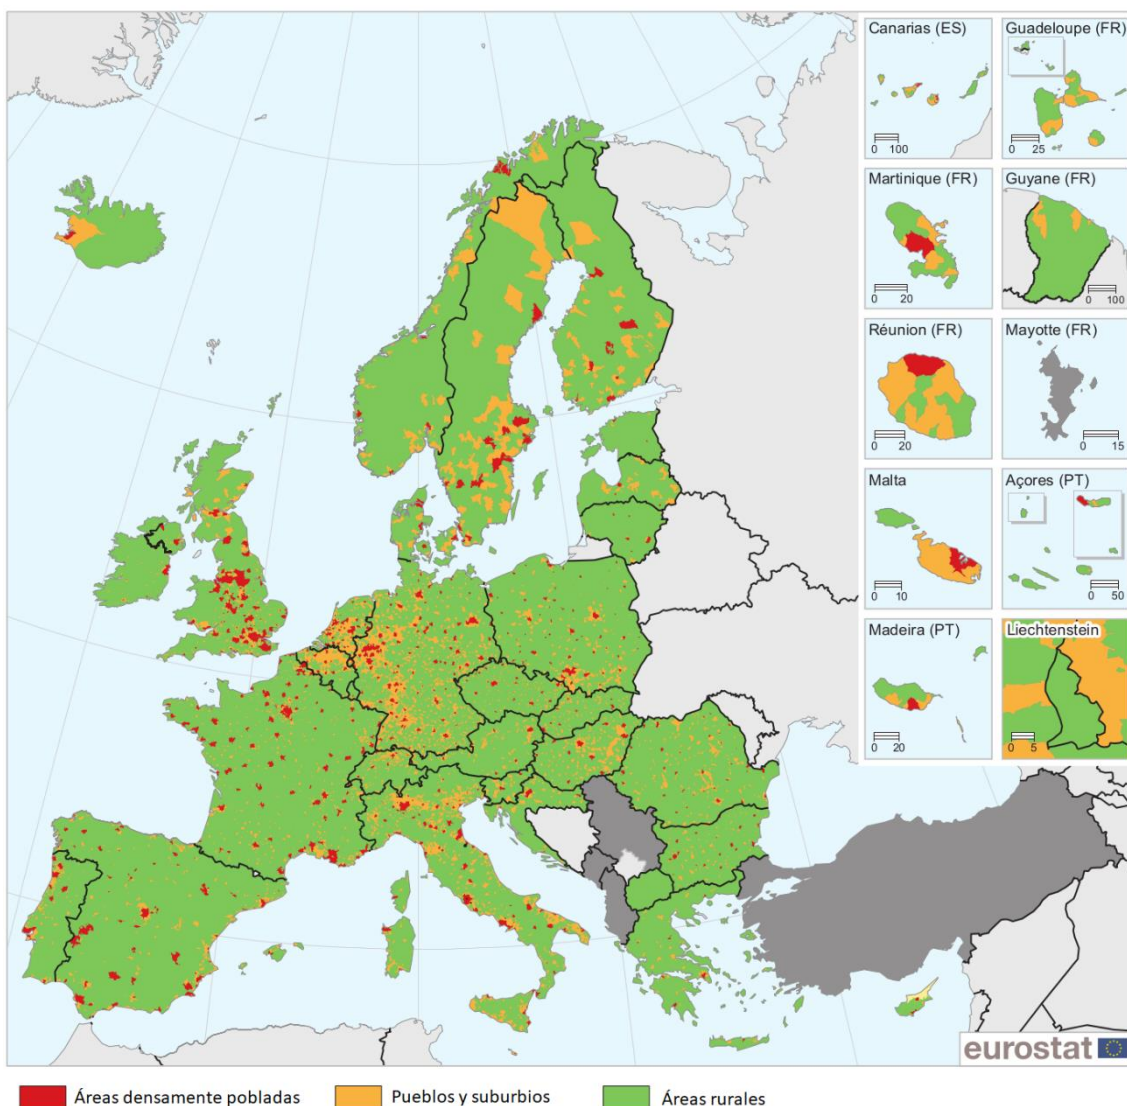 Canarias (ES)
0 100
Guadeloupe (FR)
0 25
Martinique (FR)
0 20
Guyane (FR)
0 100
Réunion (FR)
0 20
Mayotte (FR)
0 15
Malta
0 10
Açores (PT)
0 50
Madeira (PT)
0 20
Liechtenstein
0 5
eurostat
Áreas densamente pobladas
Pueblos y suburbios
Áreas rurales